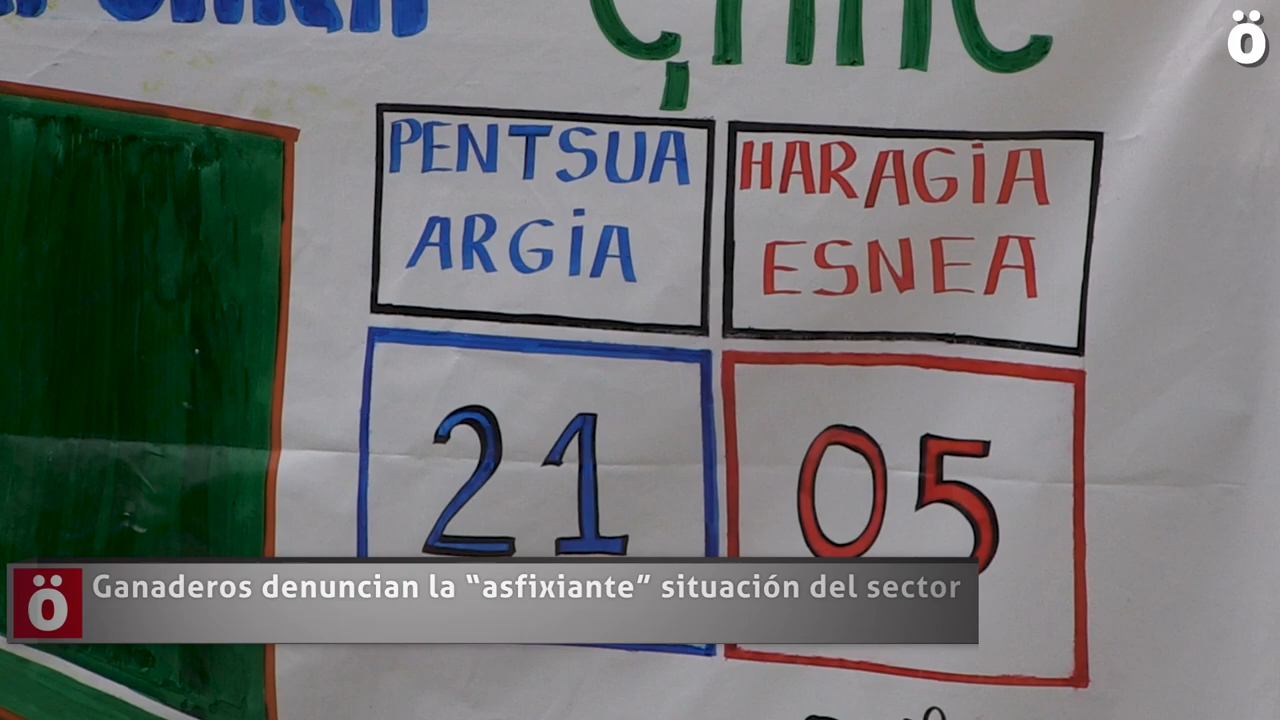 PENTSUA
ARGiA
HARAGiA
ESNEA
21
05
Ganaderos denuncian la “asfixiante” situación del sector
ö
ö